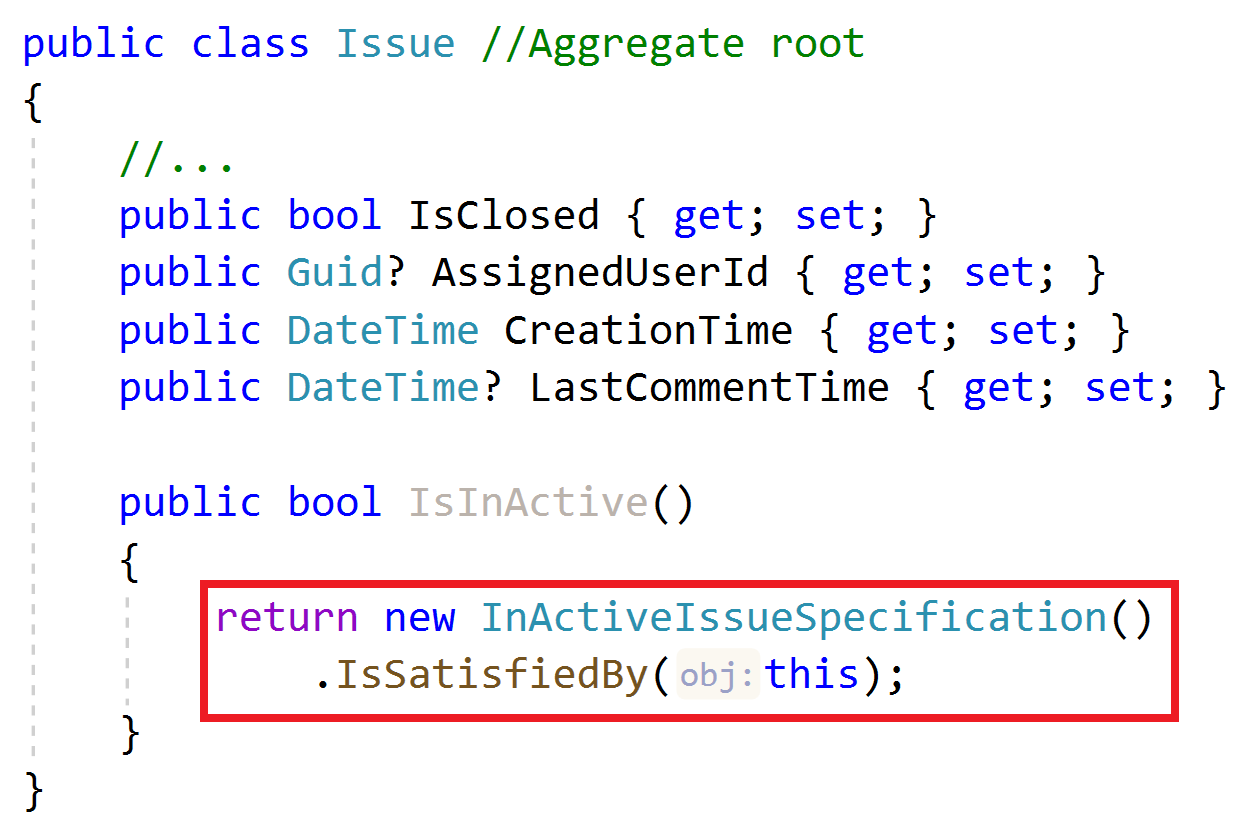 public class Issue //Aggregate root
{
//...
public bool IsClosed { get; set; }
public Guid? AssignedUserId { get; set; }
public DateTime CreationTime { get; set; }
public DateTime? LastCommentTime { get; set; }
public bool IsInActive()
{
return new InActiveIssueSpecification()
.IsSatisfiedBy(obj:this);
}
}